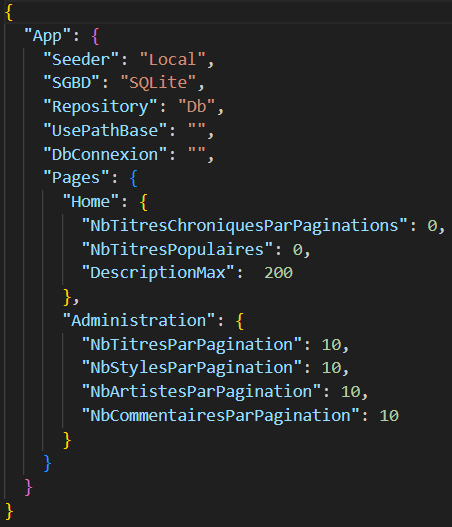 {
  "App": {
    "Seeder": "Local",
    "SGBD": "SQLite",
    "Repository": "Db",
    "UsePathBase": "",
    "DbConnexion": "",
    "Pages": {
      "Home": {
        "NbTitresChroniquesParPaginations": 0,
        "NbTitresPopulaires": 0,
        "DescriptionMax":  200
      },
      "Administration": {
        "NbTitresParPagination": 10,
        "NbStylesParPagination": 10,
        "NbArtistesParPagination": 10,
        "NbCommentairesParPagination": 10
      }
    }
  }
}